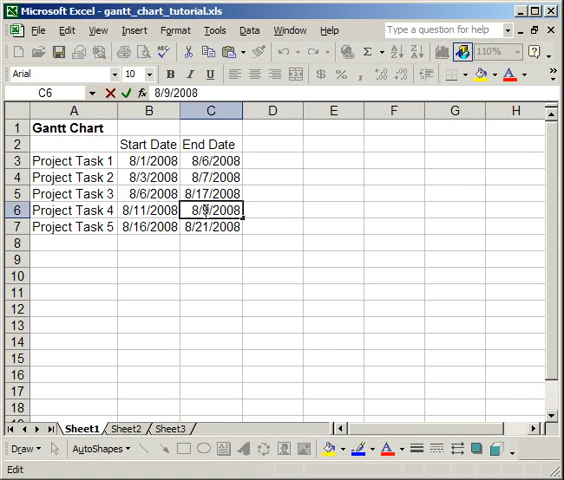 Microsoft Excel - gantt_chart_tutorial.xls
File Edit View Insert Format Tools Data Window Help Type a question for help
Σ 110%
Arial 10 B I U $ % , A
C6 fx 8/9/2008
A B C D E F G H
1 Gantt Chart
2 Start Date End Date
3 Project Task 1 8/1/2008 8/6/2008
4 Project Task 2 8/3/2008 8/7/2008
5 Project Task 3 8/6/2008 8/17/2008
6 Project Task 4 8/11/2008 8/9/2008
7 Project Task 5 8/16/2008 8/21/2008
8
9
10
11
12
13
14
15
16
17
18
Sheet1 Sheet2 Sheet3
Draw AutoShapes A
Edit